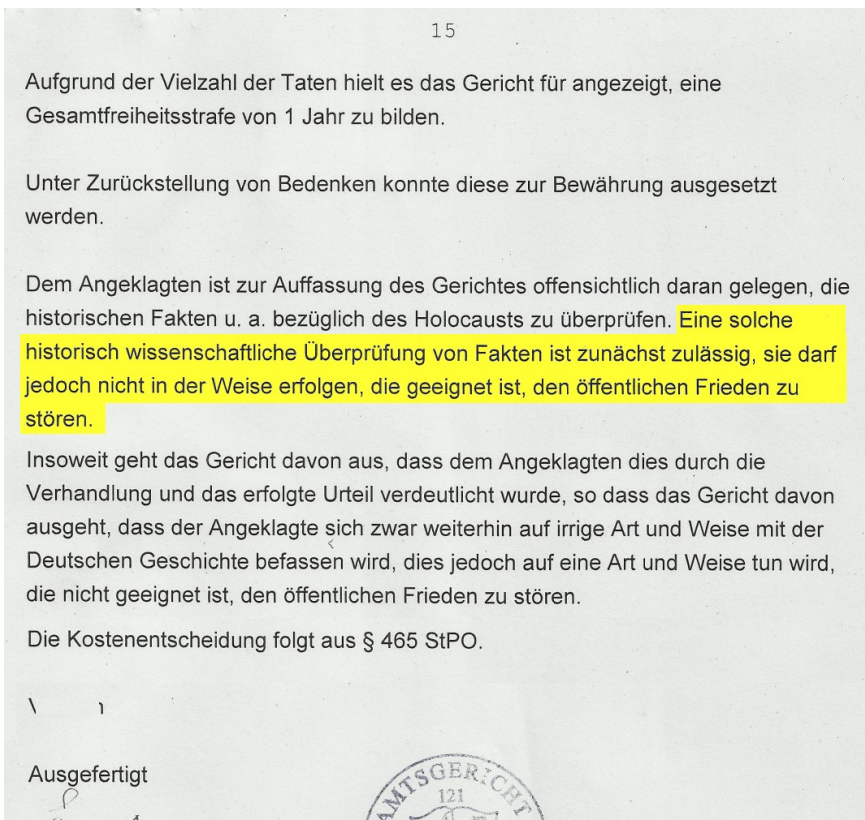 15
Aufgrund der Vielzahl der Taten hielt es das Gericht für angezeigt, eine
Gesamtfreiheitsstrafe von 1 Jahr zu bilden.
Unter Zurückstellung von Bedenken konnte diese zur Bewährung ausgesetzt
werden.
Dem Angeklagten ist zur Auffassung des Gerichtes offensichtlich daran gelegen, die
historischen Fakten u. a. bezüglich des Holocausts zu überprüfen. Eine solche
historisch wissenschaftliche Überprüfung von Fakten ist zunächst zulässig, sie darf
jedoch nicht in der Weise erfolgen, die geeignet ist, den öffentlichen Frieden zu
stören.
Insoweit geht das Gericht davon aus, dass dem Angeklagten dies durch die
Verhandlung und das erfolgte Urteil verdeutlicht wurde, so dass das Gericht davon
ausgeht, dass der Angeklagte sich zwar weiterhin auf irrige Art und Weise mit der
Deutschen Geschichte befassen wird, dies jedoch auf eine Art und Weise tun wird,
die nicht geeignet ist, den öffentlichen Frieden zu stören.
Die Kostenentscheidung folgt aus § 465 StPO.
Ausgefertigt
AMTSGERICHT
121